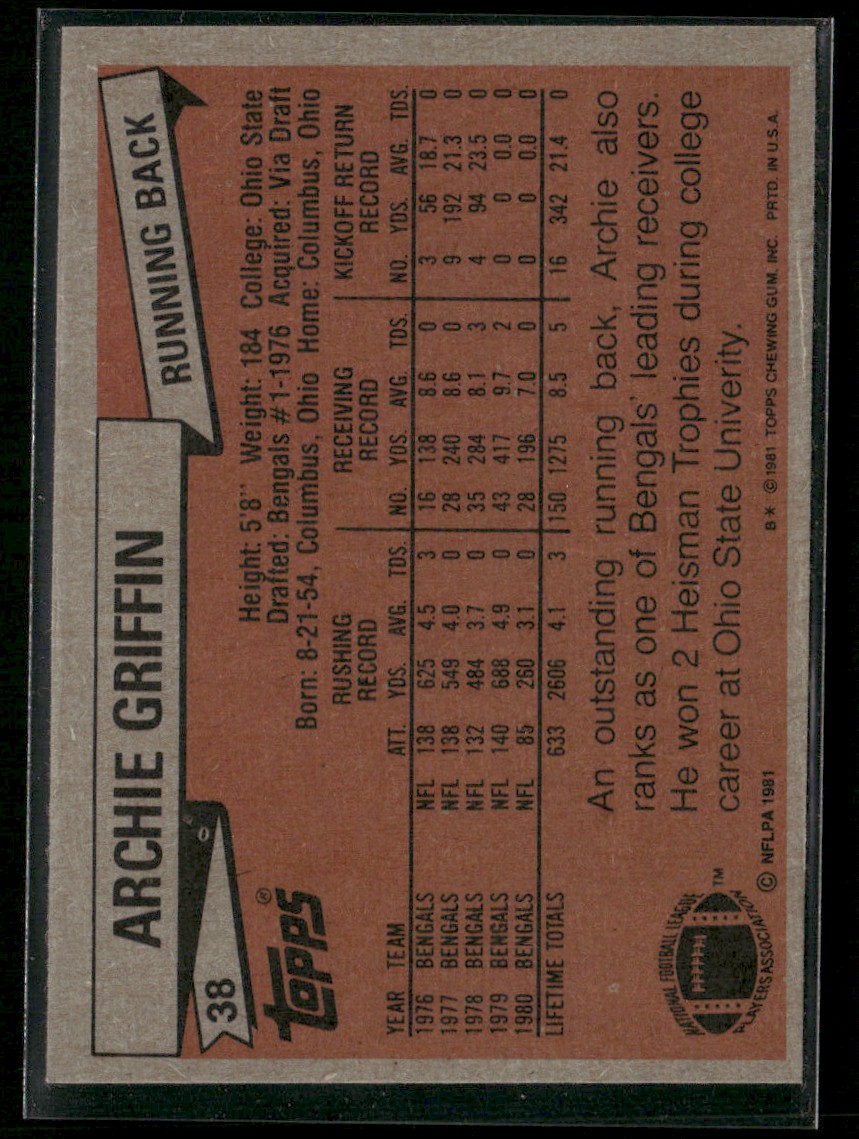 38
ARCHIE GRIFFIN
RUNNING BACK
topps®
Height: 5'8" Weight: 184 College: Ohio State
Drafted: Bengals #1-1976 Acquired: Via Draft
Born: 8-21-54, Columbus, Ohio Home: Columbus, Ohio
RUSHING RECORD RECEIVING RECORD KICKOFF RETURN RECORD
YEAR TEAM ATT. YDS. AVG. TDS. NO. YDS. AVG. TDS. NO. YDS. AVG. TDS.
1976 BENGALS NFL 138 625 4.5 3 16 138 8.6 0 3 56 18.7 0
1977 BENGALS NFL 138 549 4.0 0 28 240 8.6 0 9 192 21.3 0
1978 BENGALS NFL 132 484 3.7 0 35 284 8.1 3 4 94 23.5 0
1979 BENGALS NFL 140 688 4.9 0 43 417 9.7 2 0 0 0.0 0
1980 BENGALS NFL 85 260 3.1 0 28 196 7.0 0 0 0 0.0 0
LIFETIME TOTALS 633 2606 4.1 3 150 1275 8.5 5 16 342 21.4 0
An outstanding running back, Archie also
ranks as one of Bengals' leading receivers.
He won 2 Heisman Trophies during college
career at Ohio State Univerity.
NATIONAL FOOTBALL LEAGUE
PLAYERS ASSOCIATION
TM
© NFLPA 1981
B* © 1981 TOPPS CHEWING GUM, INC. PRTD. IN U.S.A.